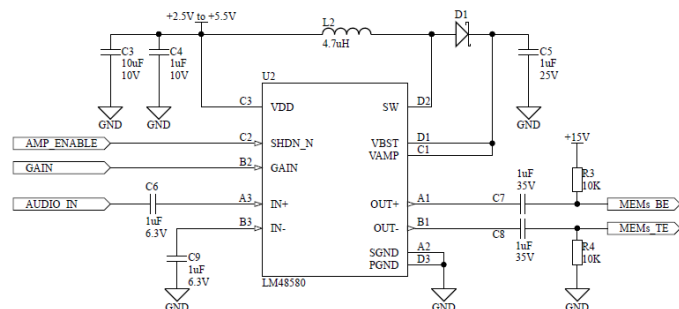 +2.5V to +5.5V
L2
4.7uH
D1
C3
10uF
10V
C4
1uF
10V
C5
1uF
25V
U2
GND
GND
GND
C3
VDD
SW
D2
AMP_ENABLE
C2
SHDN_N
VBST
D1
VAMP
C1
GAIN
B2
GAIN
+15V
C6
1uF
6.3V
AUDIO_IN
A3
IN+
OUT+
A1
C7
1uF
35V
R3
10K
MEMs_BE
B3
IN-
OUT-
B1
C8
1uF
35V
MEMs_TE
C9
1uF
6.3V
SGND
A2
PGND
D3
R4
10K
LM48580
GND
GND
GND